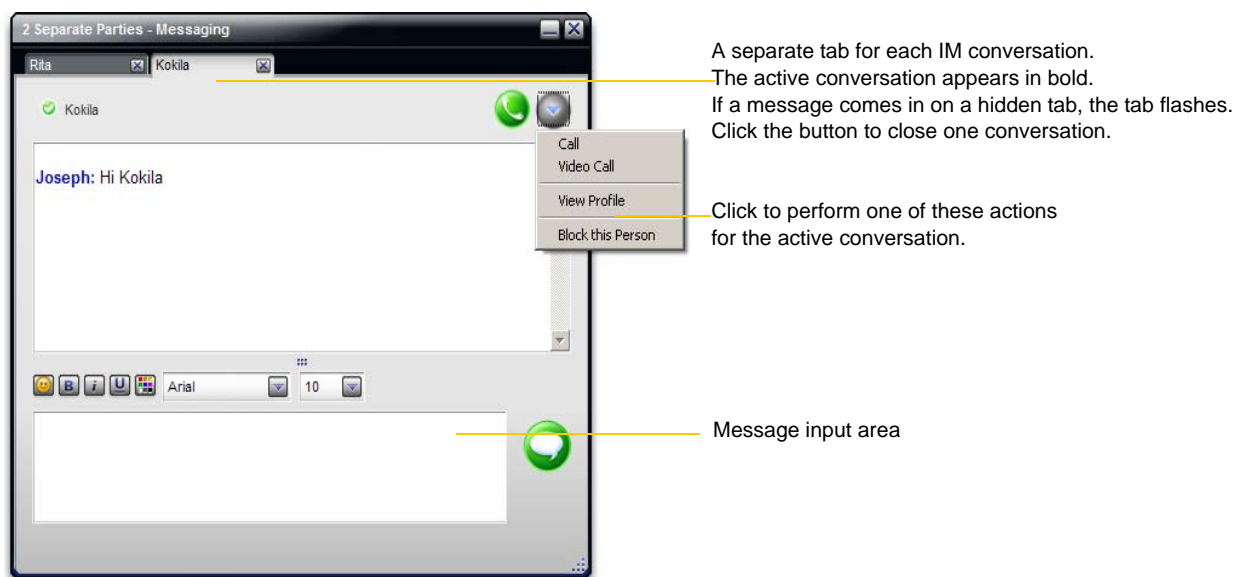 2 Separate Parties - Messaging
Rita
Kokila
Kokila
Call
Video Call
View Profile
Block this Person
Joseph: Hi Kokila
B i U Arial 10
A separate tab for each IM conversation.
The active conversation appears in bold.
If a message comes in on a hidden tab, the tab flashes.
Click the button to close one conversation.
Click to perform one of these actions
for the active conversation.
Message input area